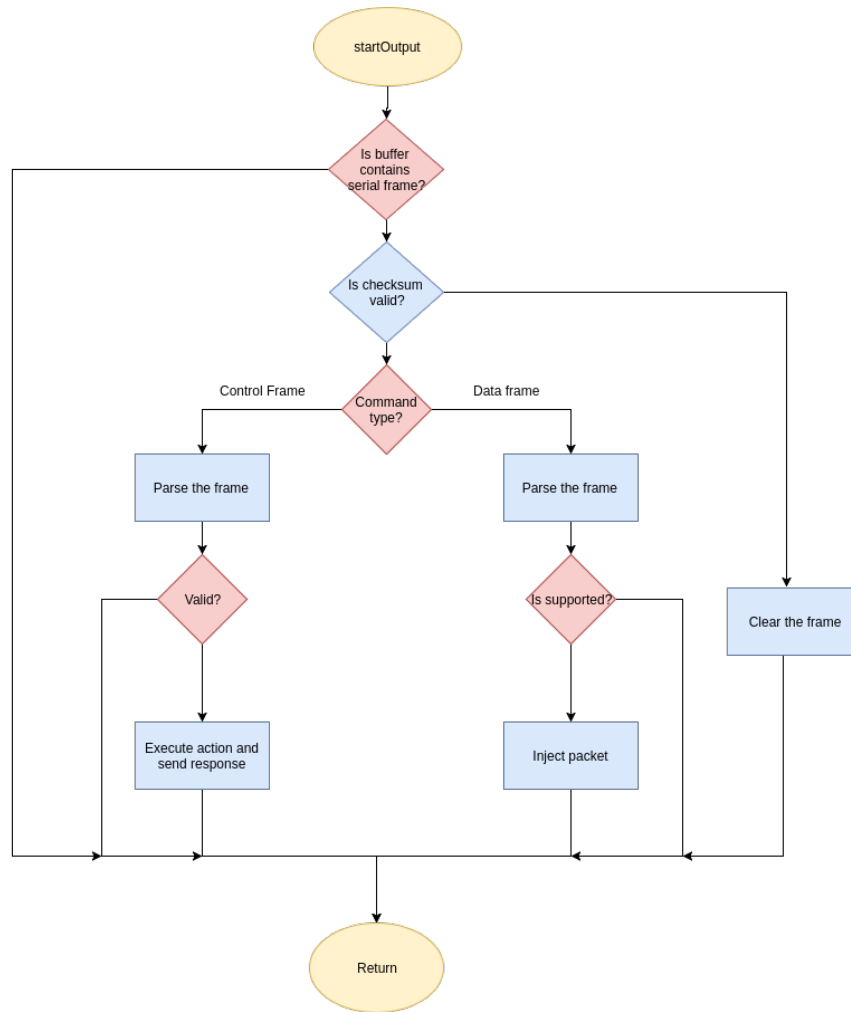 startOutput
Is buffer
contains
serial frame?
Is checksum
valid?
Control Frame
Command
type?
Data frame
Parse the frame
Parse the frame
Valid?
Is supported?
Clear the frame
Execute action and
send response
Inject packet
Return